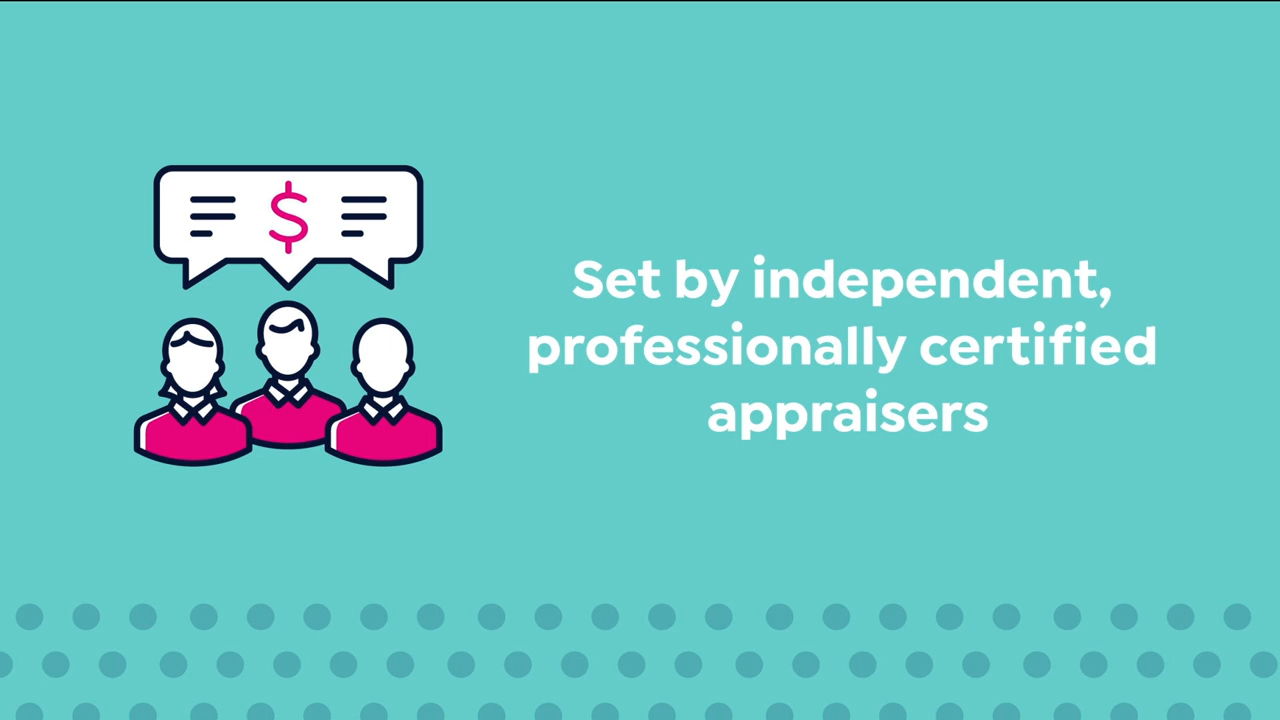 $
Set by independent,
professionally certified
appraisers